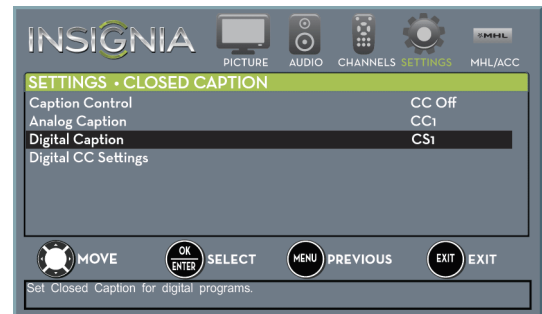 INSIGNIA
PICTURE AUDIO CHANNELS SETTINGS MHL MHL/ACC
SETTINGS • CLOSED CAPTION
Caption Control CC Off
Analog Caption CC1
Digital Caption CS1
Digital CC Settings
MOVE OK ENTER SELECT MENU PREVIOUS EXIT EXIT
Set Closed Caption for digital programs.